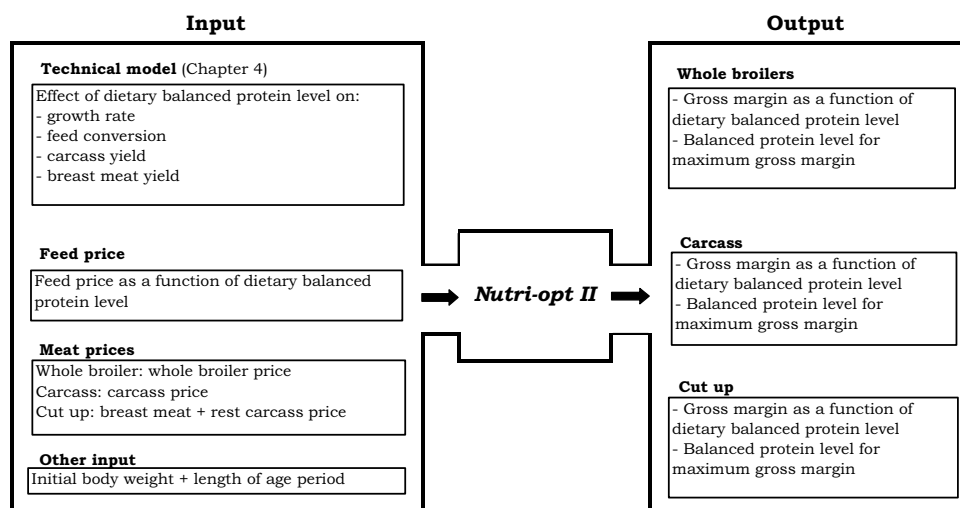 Input
Technical model (Chapter 4)
Effect of dietary balanced protein level on:
- growth rate
- feed conversion
- carcass yield
- breast meat yield
Feed price
Feed price as a function of dietary balanced
protein level
Meat prices
Whole broiler: whole broiler price
Carcass: carcass price
Cut up: breast meat + rest carcass price
Other input
Initial body weight + length of age period
Nutri-opt II
Output
Whole broilers
- Gross margin as a function of
dietary balanced protein level
- Balanced protein level for
maximum gross margin
Carcass
- Gross margin as a function of
dietary balanced protein level
- Balanced protein level for
maximum gross margin
Cut up
- Gross margin as a function of
dietary balanced protein level
- Balanced protein level for
maximum gross margin